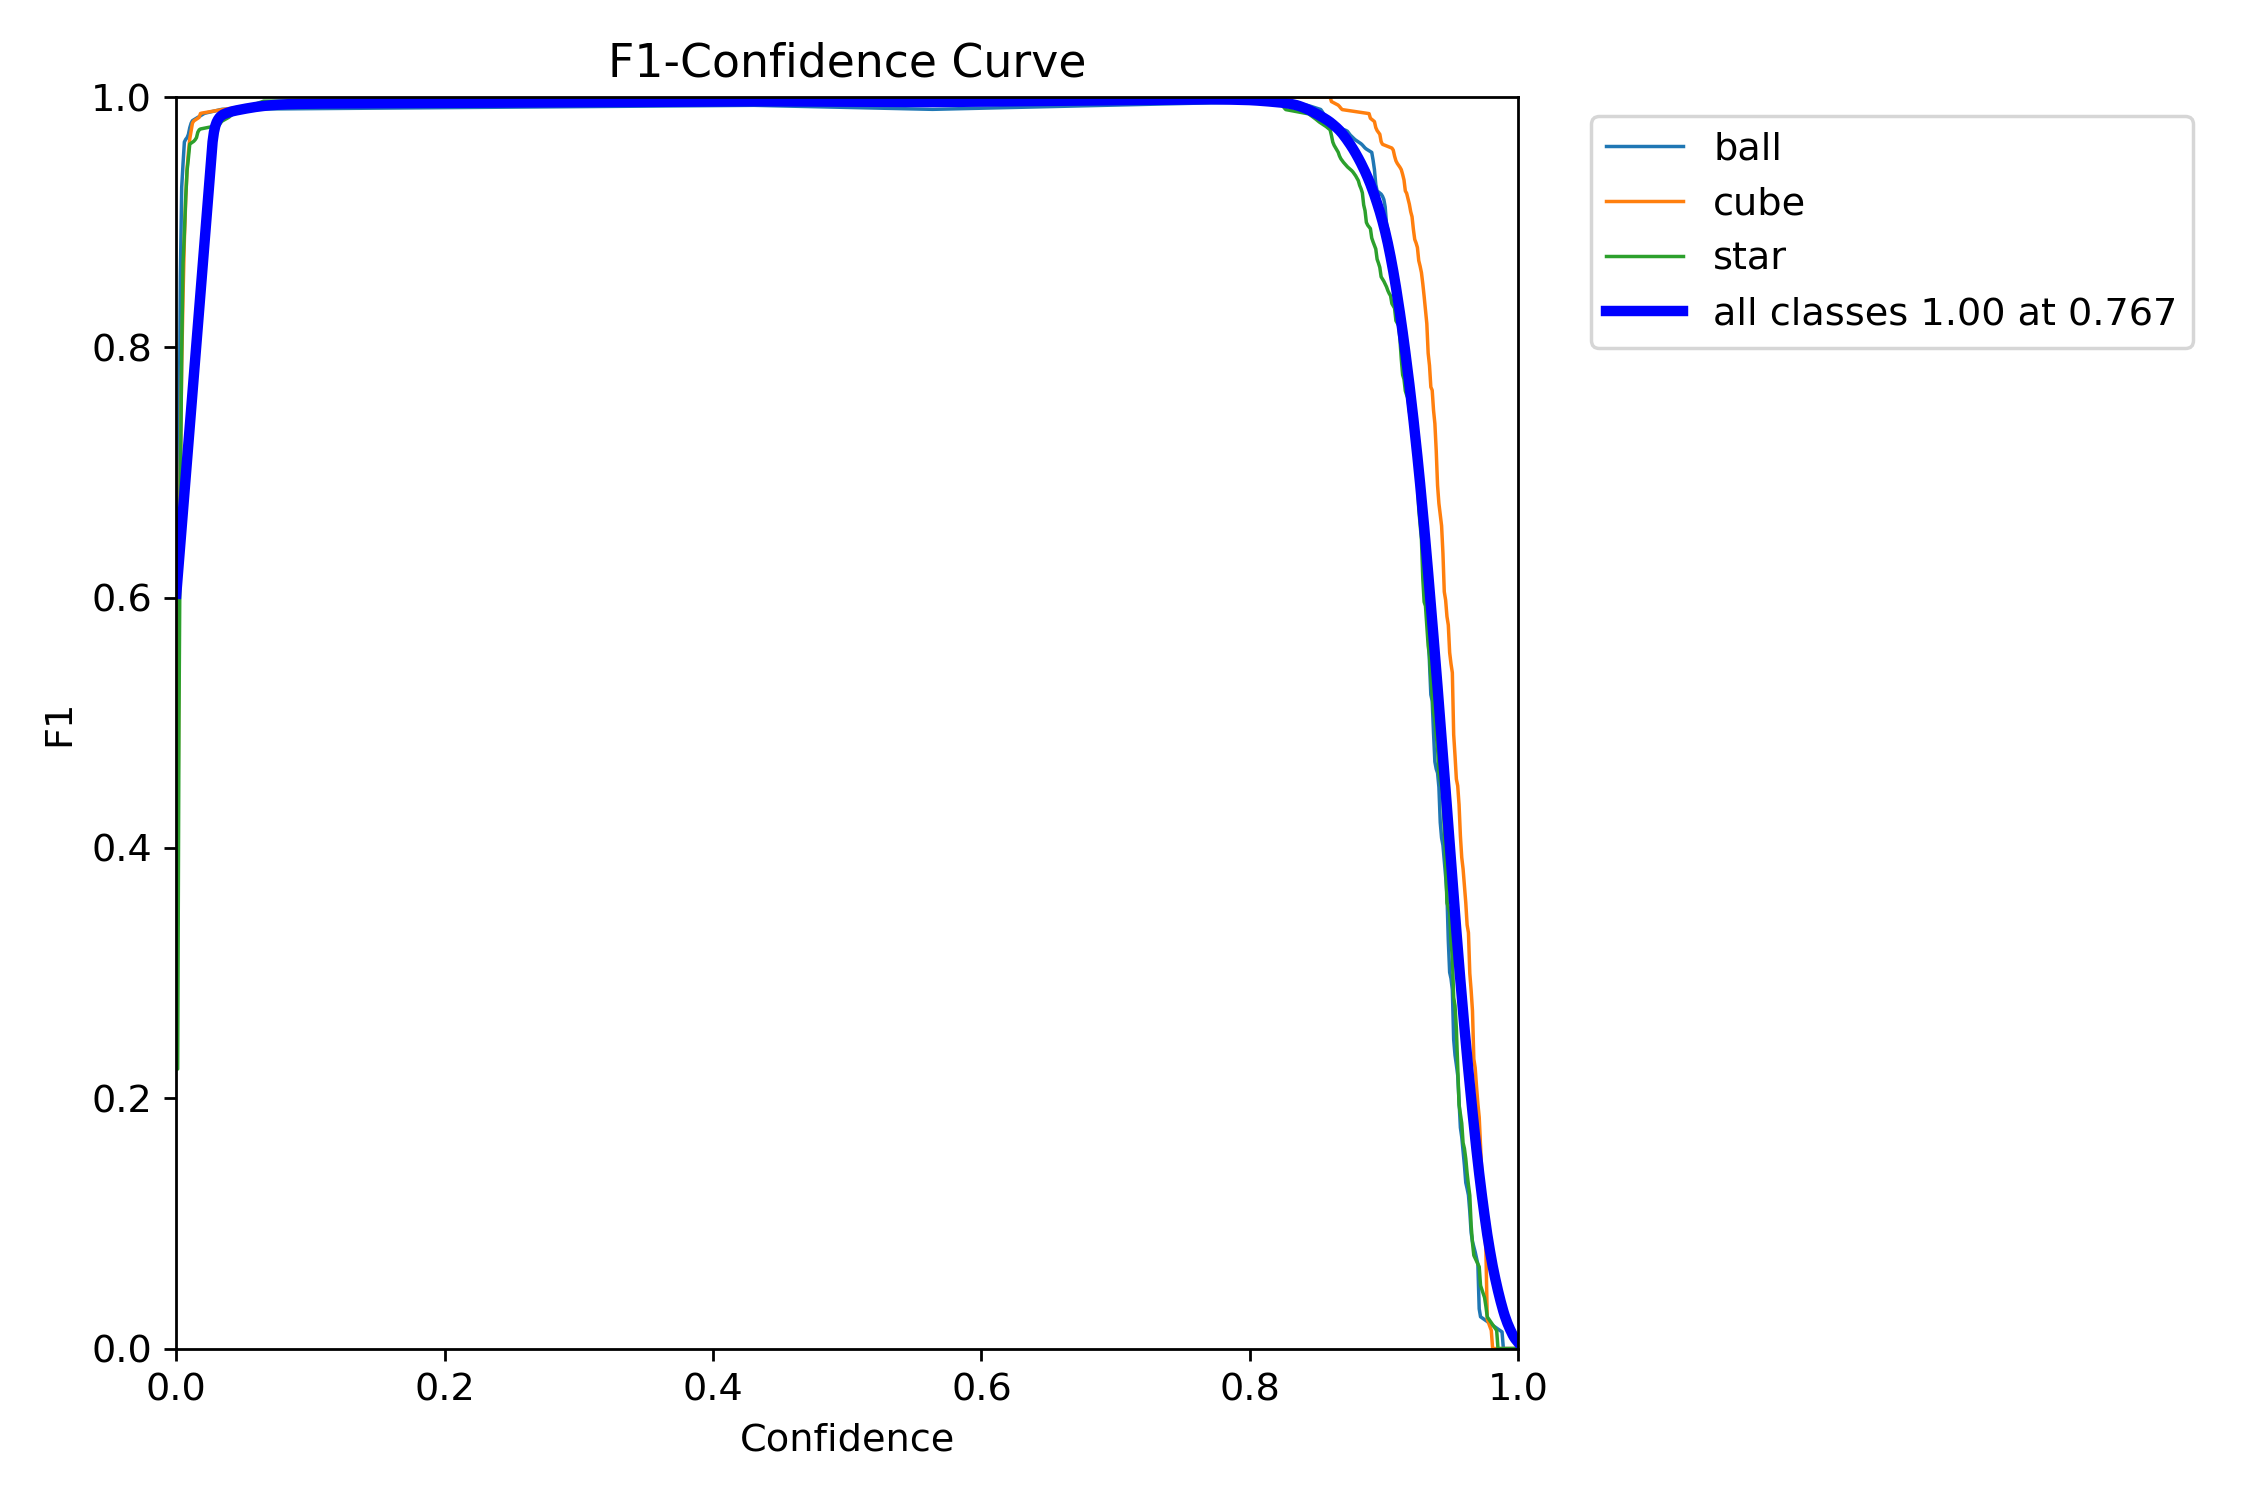 F1-Confidence Curve
1.0
0.8
0.6
0.4
0.2
0.0
F1
0.0 0.2 0.4 0.6 0.8 1.0
Confidence
ball
cube
star
all classes 1.00 at 0.767